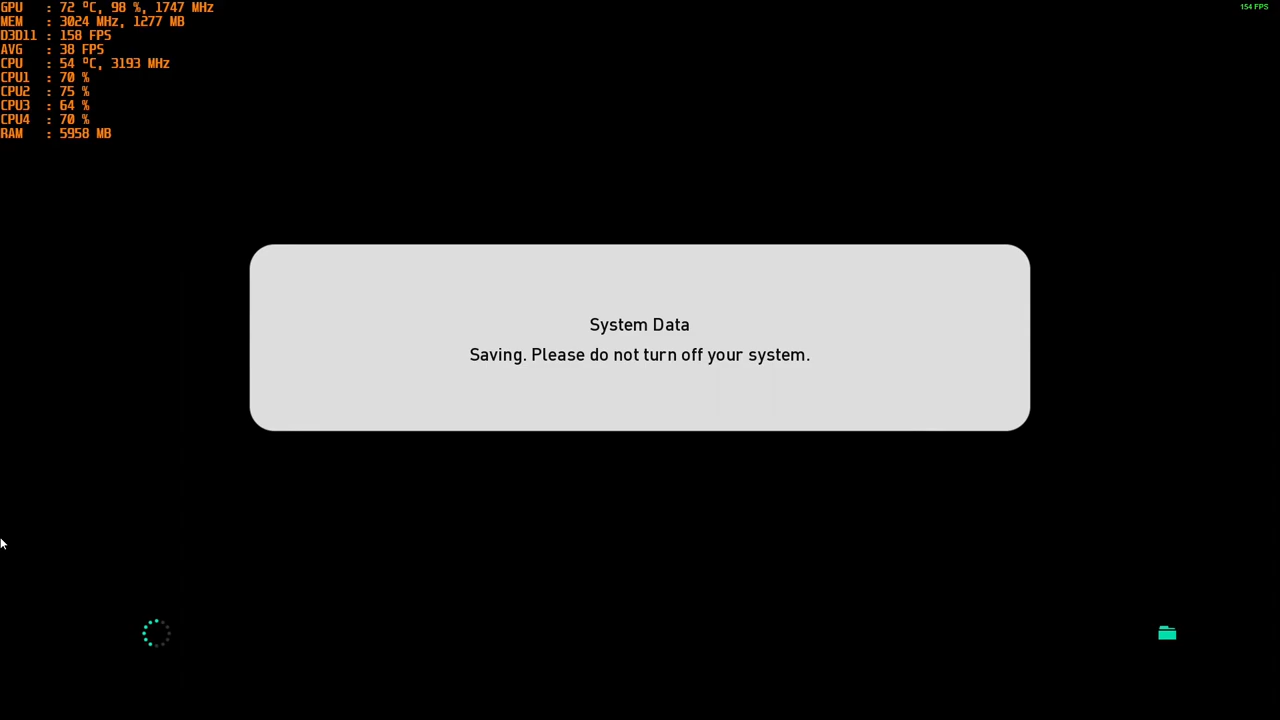 GPU : 72 ºC, 98 %, 1747 MHz
154 FPS
MEM : 3024 MHz, 1277 MB
D3D11 : 158 FPS
AVG : 38 FPS
CPU : 54 ºC, 3193 MHz
CPU1 : 70 %
CPU2 : 75 %
CPU3 : 64 %
CPU4 : 70 %
RAM : 5958 MB
System Data
Saving. Please do not turn off your system.